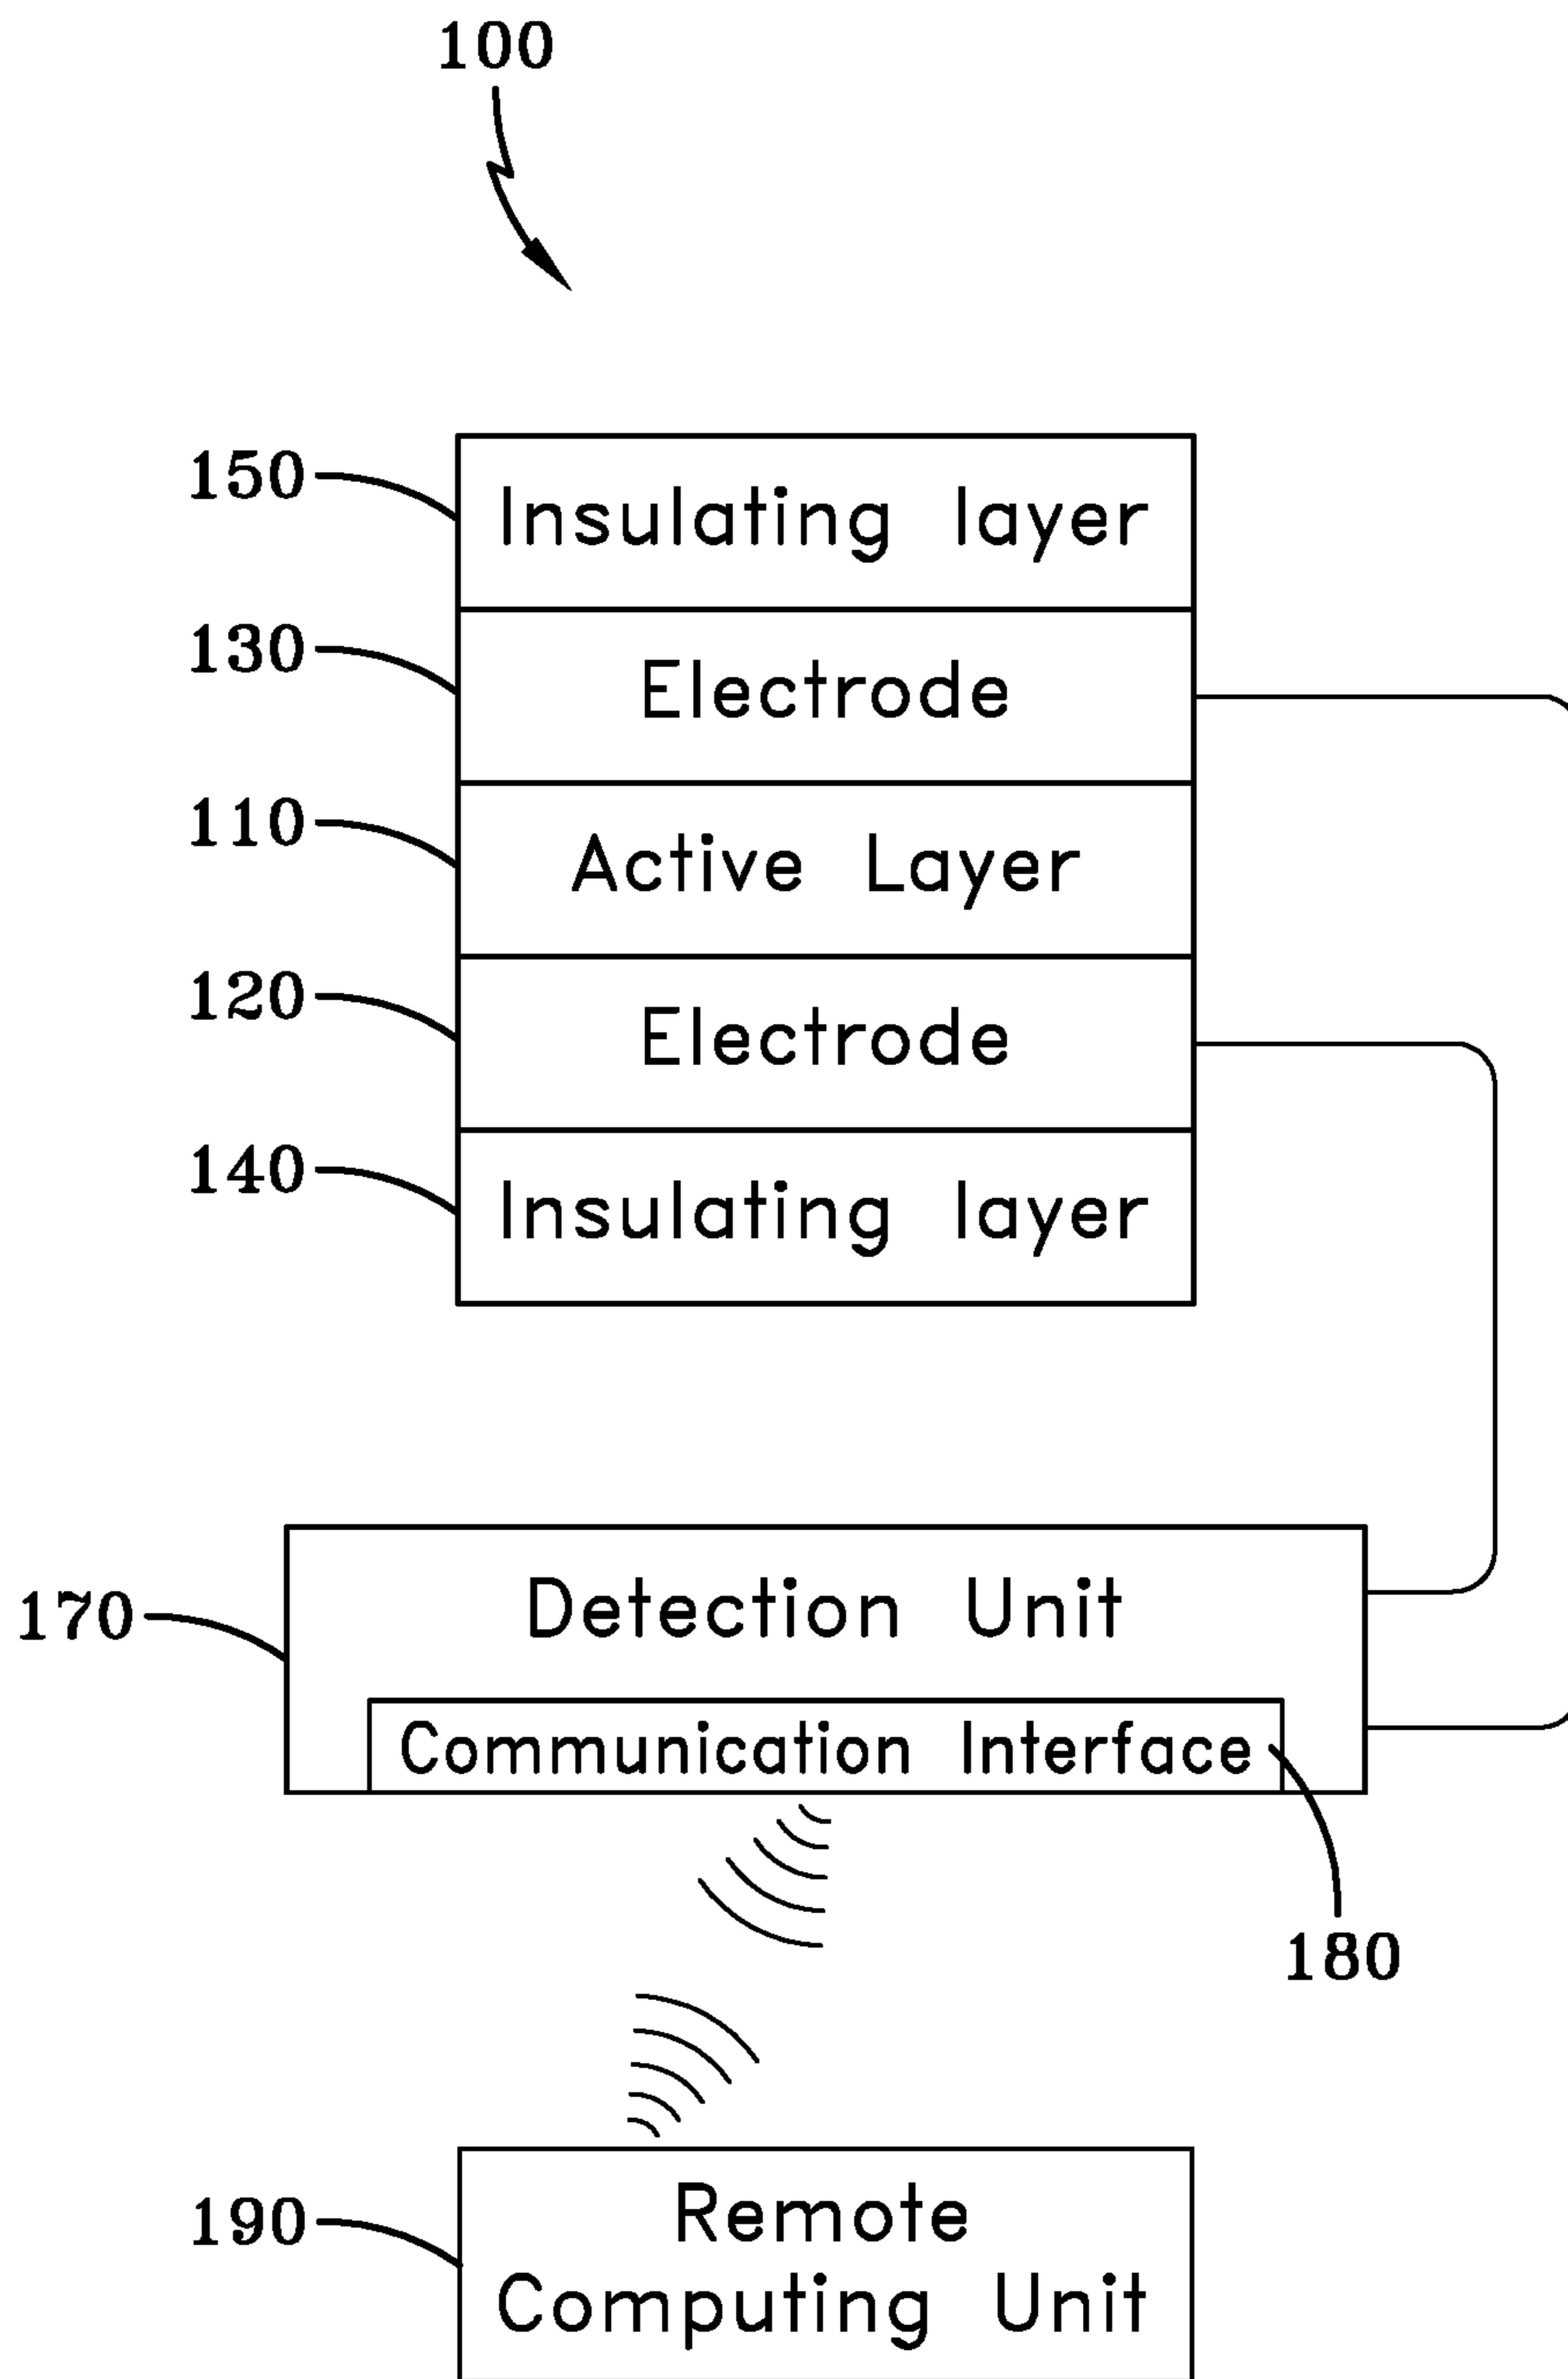 100
150
Insulating layer
130
Electrode
110
Active Layer
120
Electrode
140
Insulating layer
170
Detection Unit
Communication Interface
180
190
Remote
Computing Unit